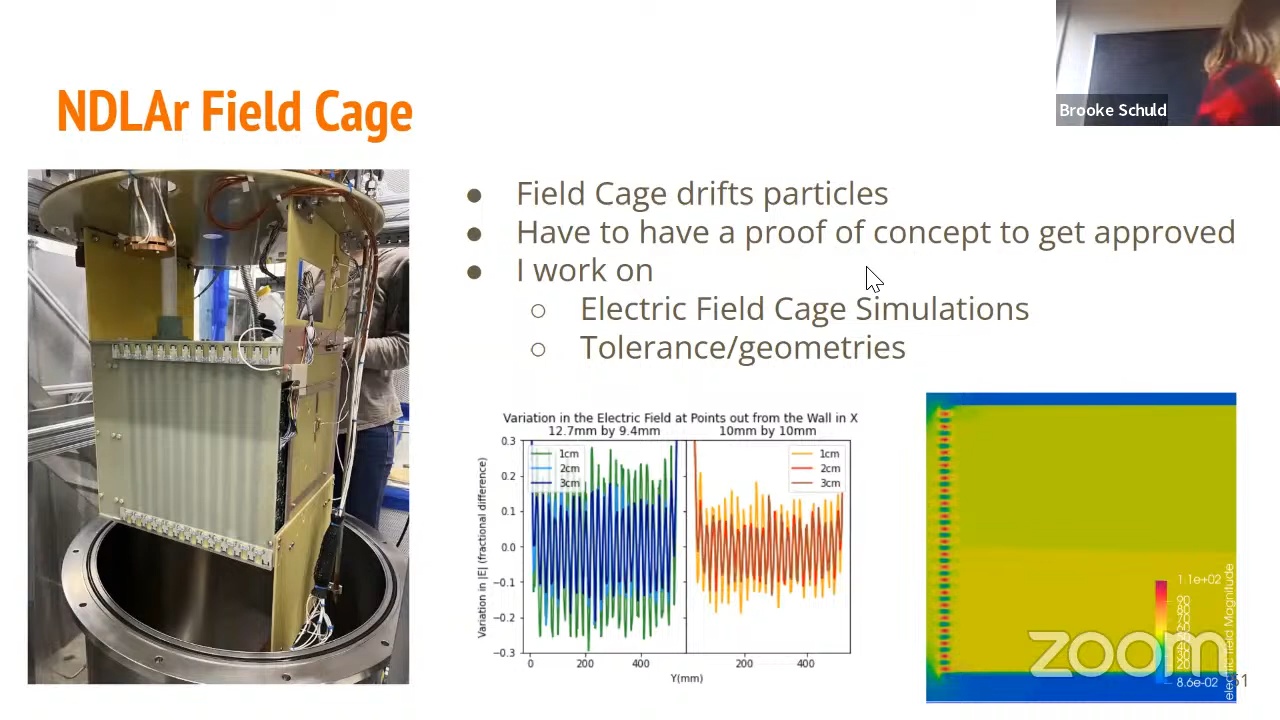 Brooke Schuld
NDLAr Field Cage
● Field Cage drifts particles
● Have to have a proof of concept to get approved
● I work on
○ Electric Field Cage Simulations
○ Tolerance/geometries
Variation in the Electric Field at Points out from the Wall in X
12.7mm by 9.4mm
10mm by 10mm
Variation in |E| (fractional difference)
0.3
0.2
0.1
0.0
−0.1
−0.2
−0.3
1cm
2cm
3cm
1cm
2cm
3cm
0
200
400
200
400
Y(mm)
1.1e+02
90
80
70
8.6e-02
electric field Magnitude
zoom
51